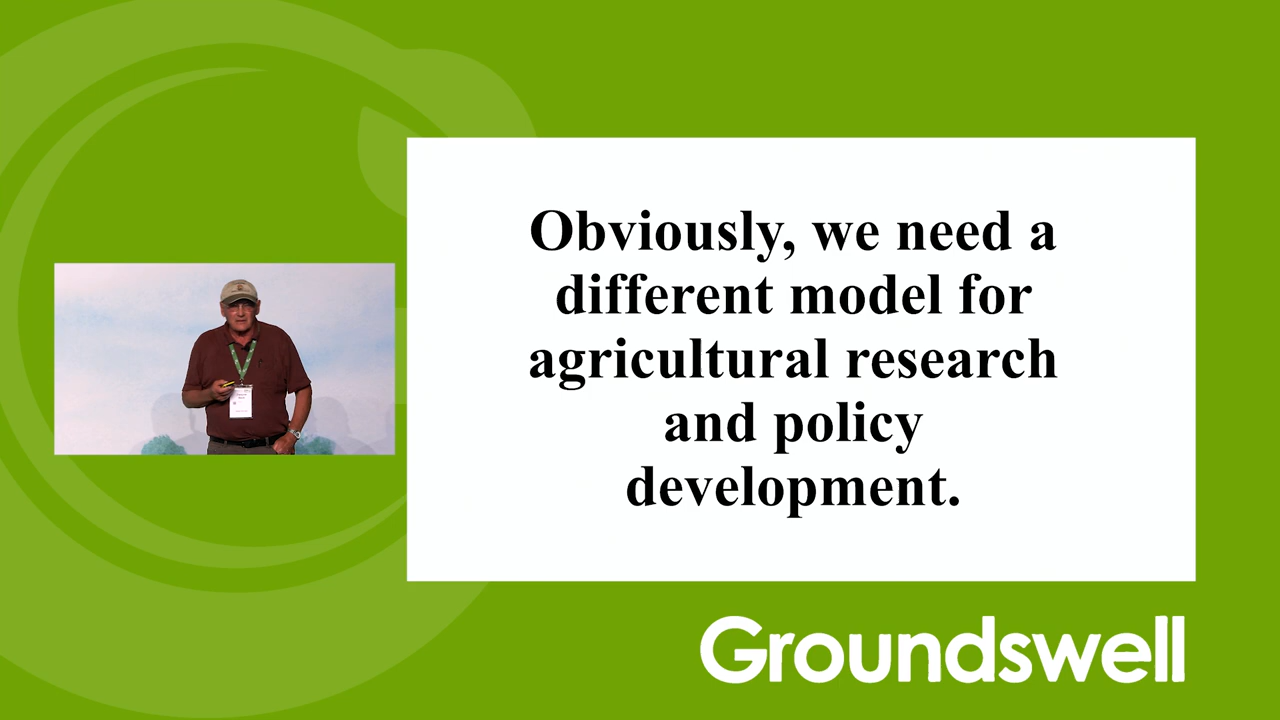 Obviously, we need a
different model for
agricultural research
and policy
development.
Groundswell